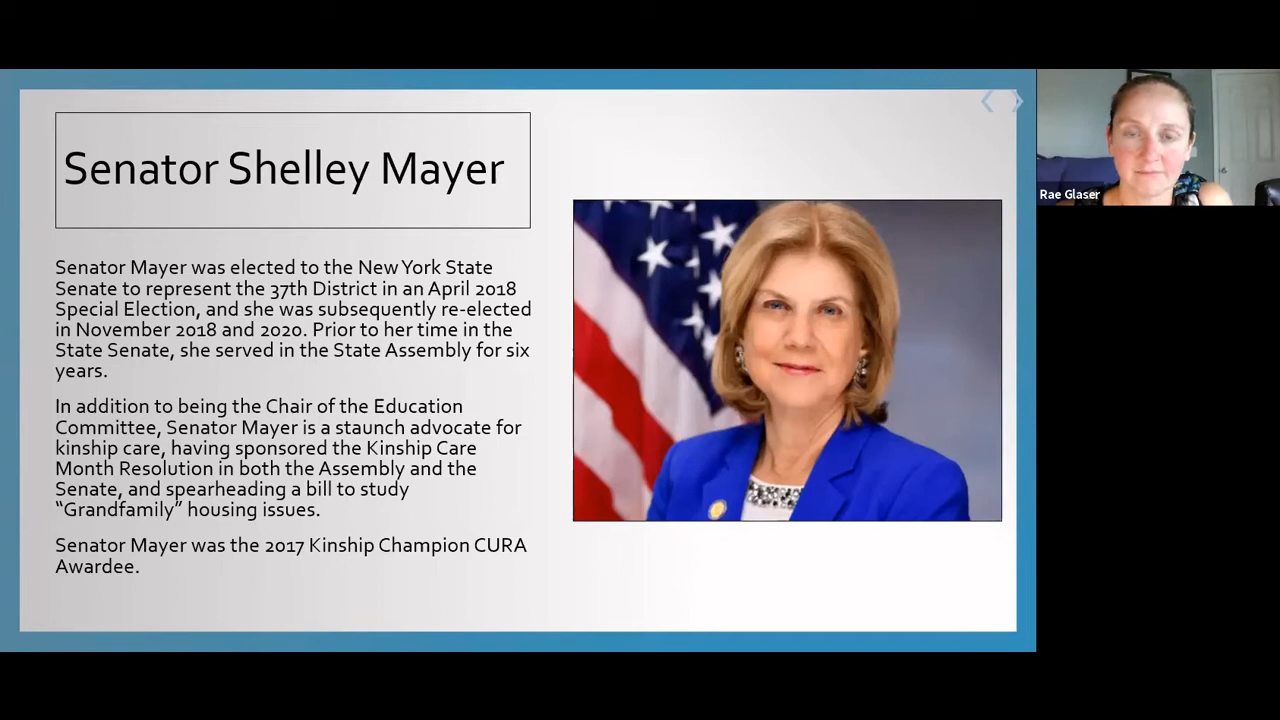 Senator Shelley Mayer
Senator Mayer was elected to the New York State
Senate to represent the 37th District in an April 2018
Special Election, and she was subsequently re-elected
in November 2018 and 2020. Prior to her time in the
State Senate, she served in the State Assembly for six
years.
In addition to being the Chair of the Education
Committee, Senator Mayer is a staunch advocate for
kinship care, having sponsored the Kinship Care
Month Resolution in both the Assembly and the
Senate, and spearheading a bill to study
“Grandfamily” housing issues.
Senator Mayer was the 2017 Kinship Champion CURA
Awardee.
Rae Glaser